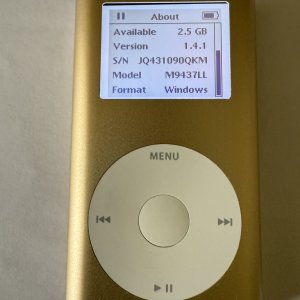 About
Available 2.5 GB
Version 1.4.1
S/N JQ431090QKM
Model M9437LL
Format Windows
MENU